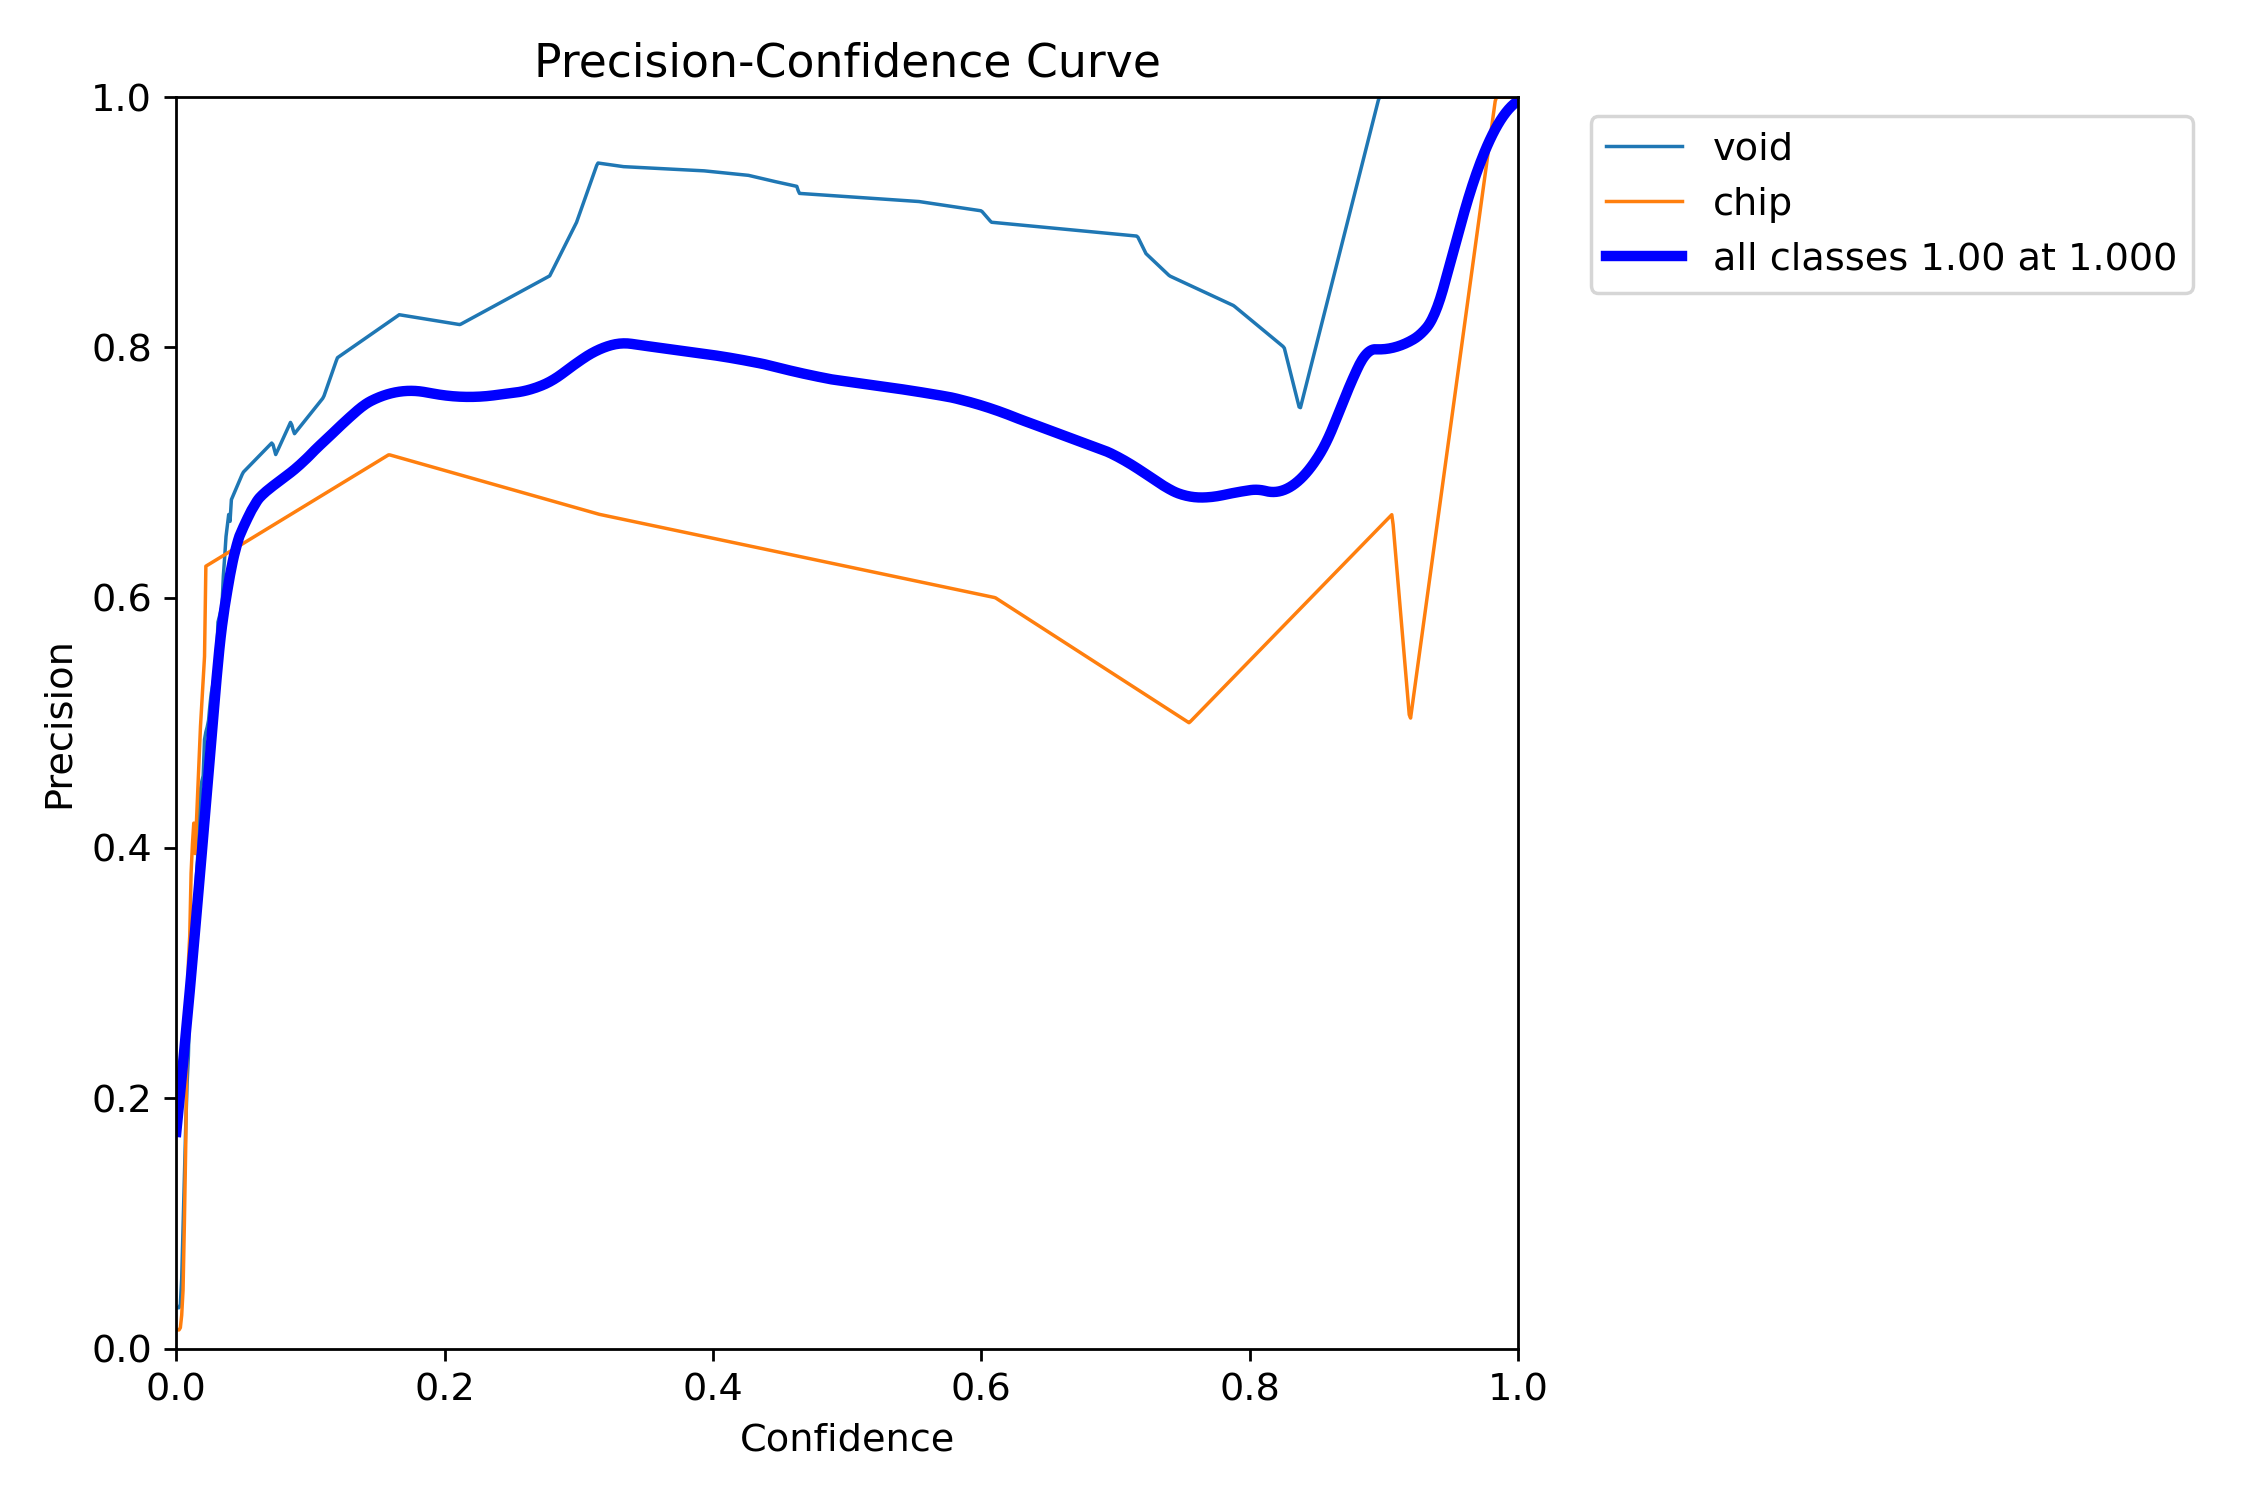 Precision-Confidence Curve
1.0
0.8
0.6
0.4
0.2
0.0
Precision
0.0 0.2 0.4 0.6 0.8 1.0
Confidence
void
chip
all classes 1.00 at 1.000